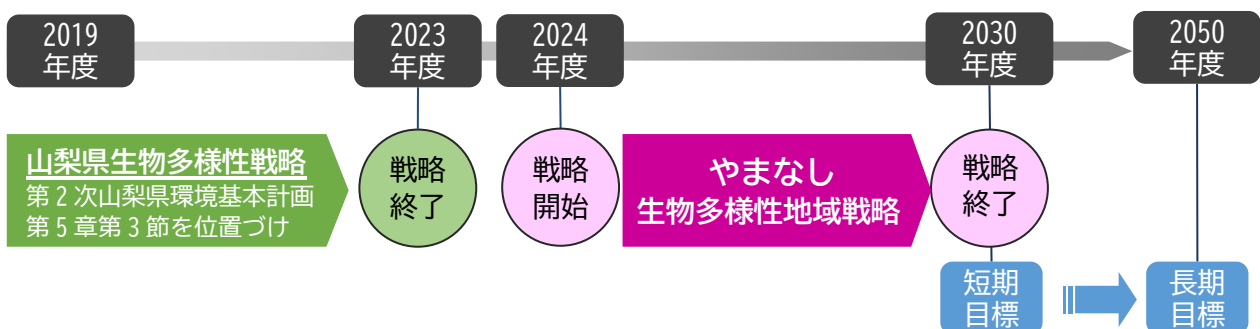 2019
年度
2023
年度
2024
年度
2030
年度
2050
年度
山梨県生物多様性戦略
第2次山梨県環境基本計画
第5章第3節を位置づけ
戦略
終了
戦略
開始
やまなし
生物多様性地域戦略
戦略
終了
短期
目標
長期
目標